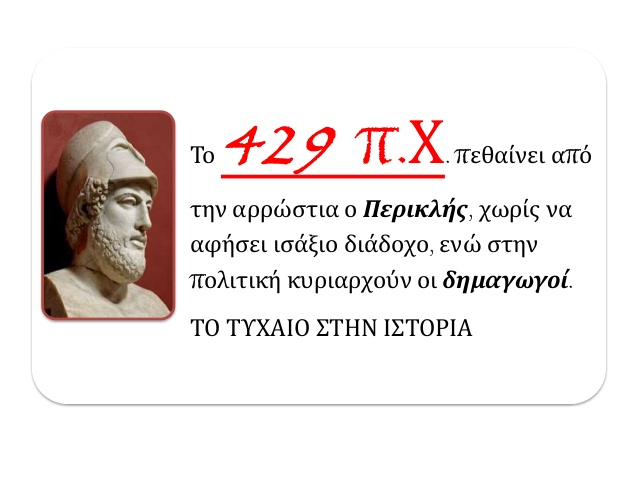 Το 429 π.Χ. πεθαίνει από
την αρρώστια ο Περικλής, χωρίς να
αφήσει ισάξιο διάδοχο, ενώ στην
πολιτική κυριαρχούν οι δημαγωγοί.
ΤΟ ΤΥΧΑΙΟ ΣΤΗΝ ΙΣΤΟΡΙΑ